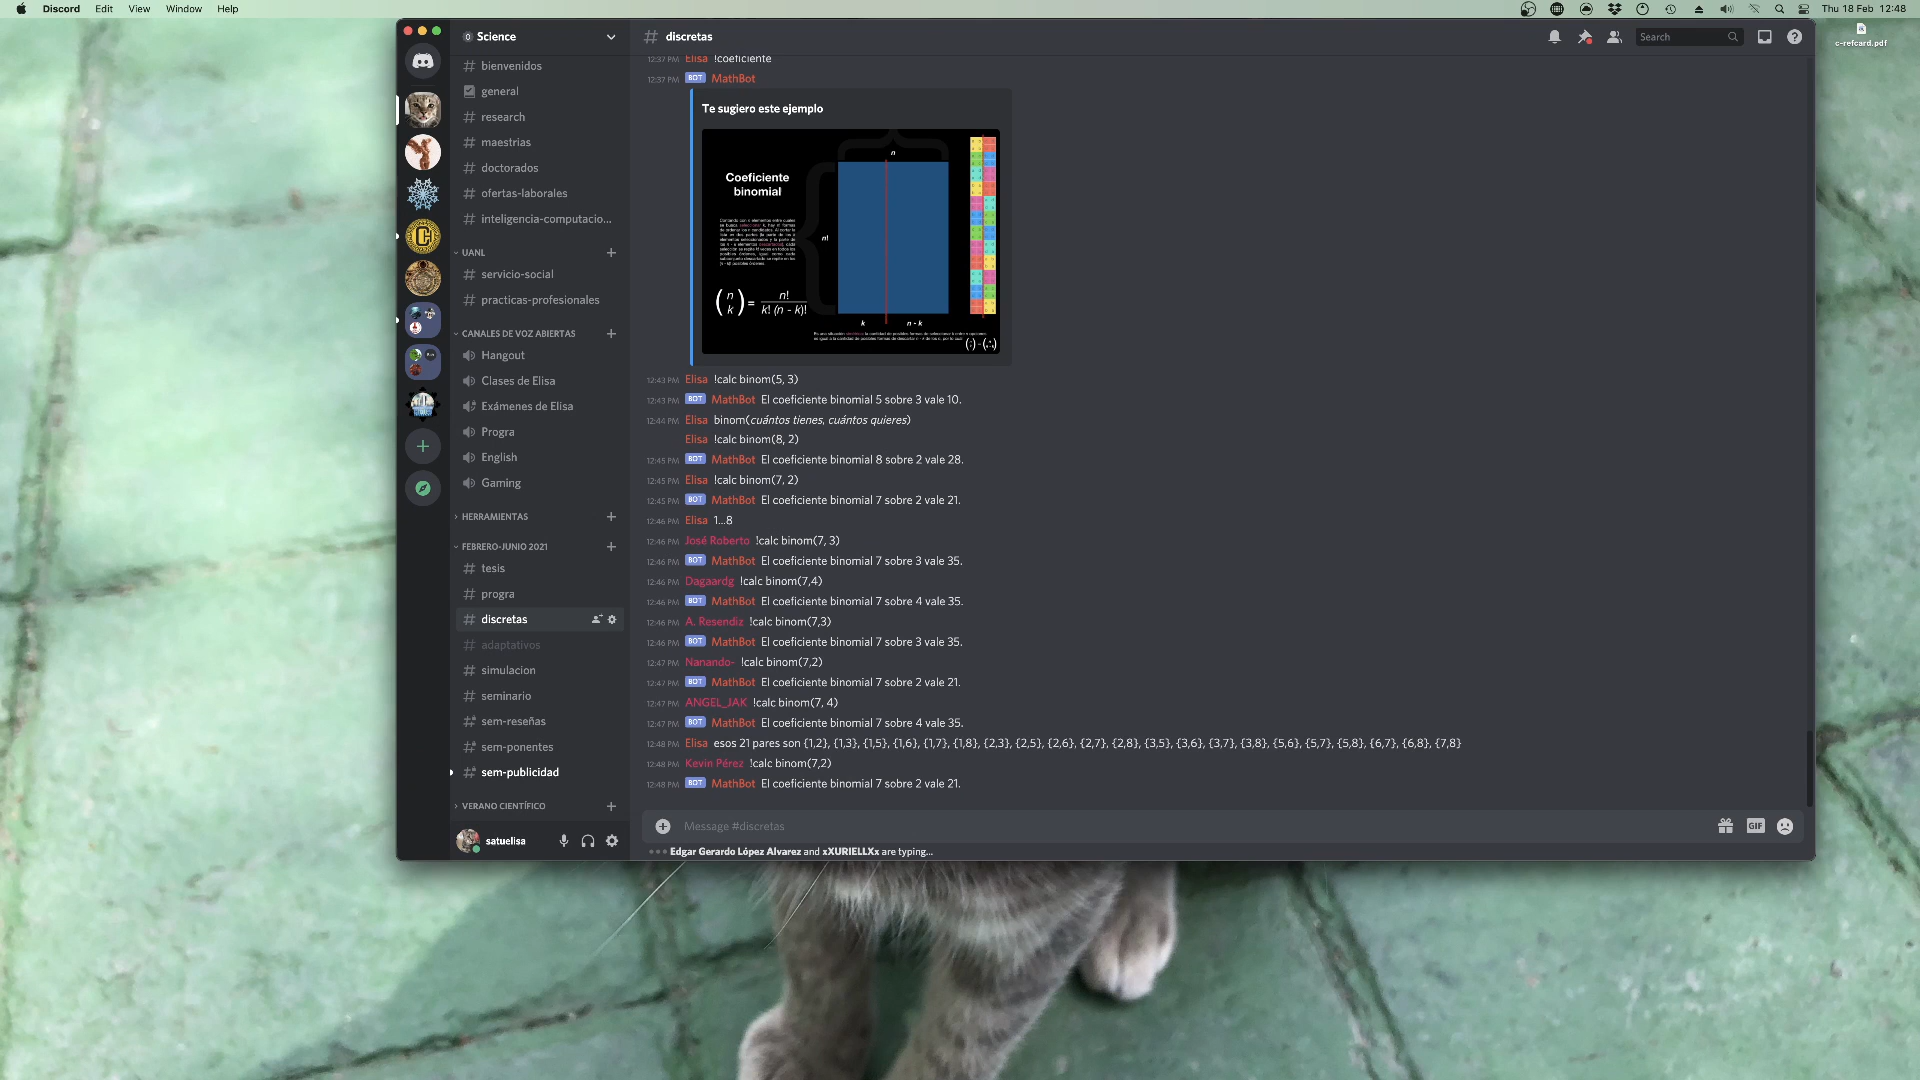 Discord Edit View Window Help
Thu 18 Feb 12:48
c-refcard.pdf
Science
# discretas
Search
# bienvenidos
general
# research
# maestrias
# doctorados
# ofertas-laborales
# inteligencia-computacio...
UANL
# servicio-social
# practicas-profesionales
CANALES DE VOZ ABIERTAS
Hangout
Clases de Elisa
Exámenes de Elisa
Progra
English
Gaming
HERRAMIENTAS
FEBRERO-JUNIO 2021
# tesis
# progra
# discretas
# adaptativos
# simulacion
# seminario
# sem-reseñas
# sem-ponentes
# sem-publicidad
VERANO CIENTÍFICO
satuelisa
12:37 PM Elisa !coeficiente
12:37 PM BOT MathBot
Te sugiero este ejemplo
Coeficiente
binomial
n
n!
(n k) = n! / k! (n - k)!
k
n - k
12:43 PM Elisa !calc binom(5, 3)
12:43 PM BOT MathBot El coeficiente binomial 5 sobre 3 vale 10.
12:44 PM Elisa binom(cuántos tienes, cuántos quieres)
Elisa !calc binom(8, 2)
12:45 PM BOT MathBot El coeficiente binomial 8 sobre 2 vale 28.
12:45 PM Elisa !calc binom(7, 2)
12:45 PM BOT MathBot El coeficiente binomial 7 sobre 2 vale 21.
12:46 PM Elisa 1...8
12:46 PM José Roberto !calc binom(7, 3)
12:46 PM BOT MathBot El coeficiente binomial 7 sobre 3 vale 35.
12:46 PM Dagaardg !calc binom(7,4)
12:46 PM BOT MathBot El coeficiente binomial 7 sobre 4 vale 35.
12:46 PM A. Resendiz !calc binom(7,3)
12:46 PM BOT MathBot El coeficiente binomial 7 sobre 3 vale 35.
12:47 PM Nanando- !calc binom(7,2)
12:47 PM BOT MathBot El coeficiente binomial 7 sobre 2 vale 21.
12:47 PM ANGEL_JAK !calc binom(7, 4)
12:47 PM BOT MathBot El coeficiente binomial 7 sobre 4 vale 35.
12:48 PM Elisa esos 21 pares son {1,2}, {1,3}, {1,5}, {1,6}, {1,7}, {1,8}, {2,3}, {2,5}, {2,6}, {2,7}, {2,8}, {3,5}, {3,6}, {3,7}, {3,8}, {5,6}, {5,7}, {5,8}, {6,7}, {6,8}, {7,8}
12:48 PM Kevin Pérez !calc binom(7,2)
12:48 PM BOT MathBot El coeficiente binomial 7 sobre 2 vale 21.
Message #discretas
GIF
Edgar Gerardo López Alvarez and xXURIELLXx are typing...